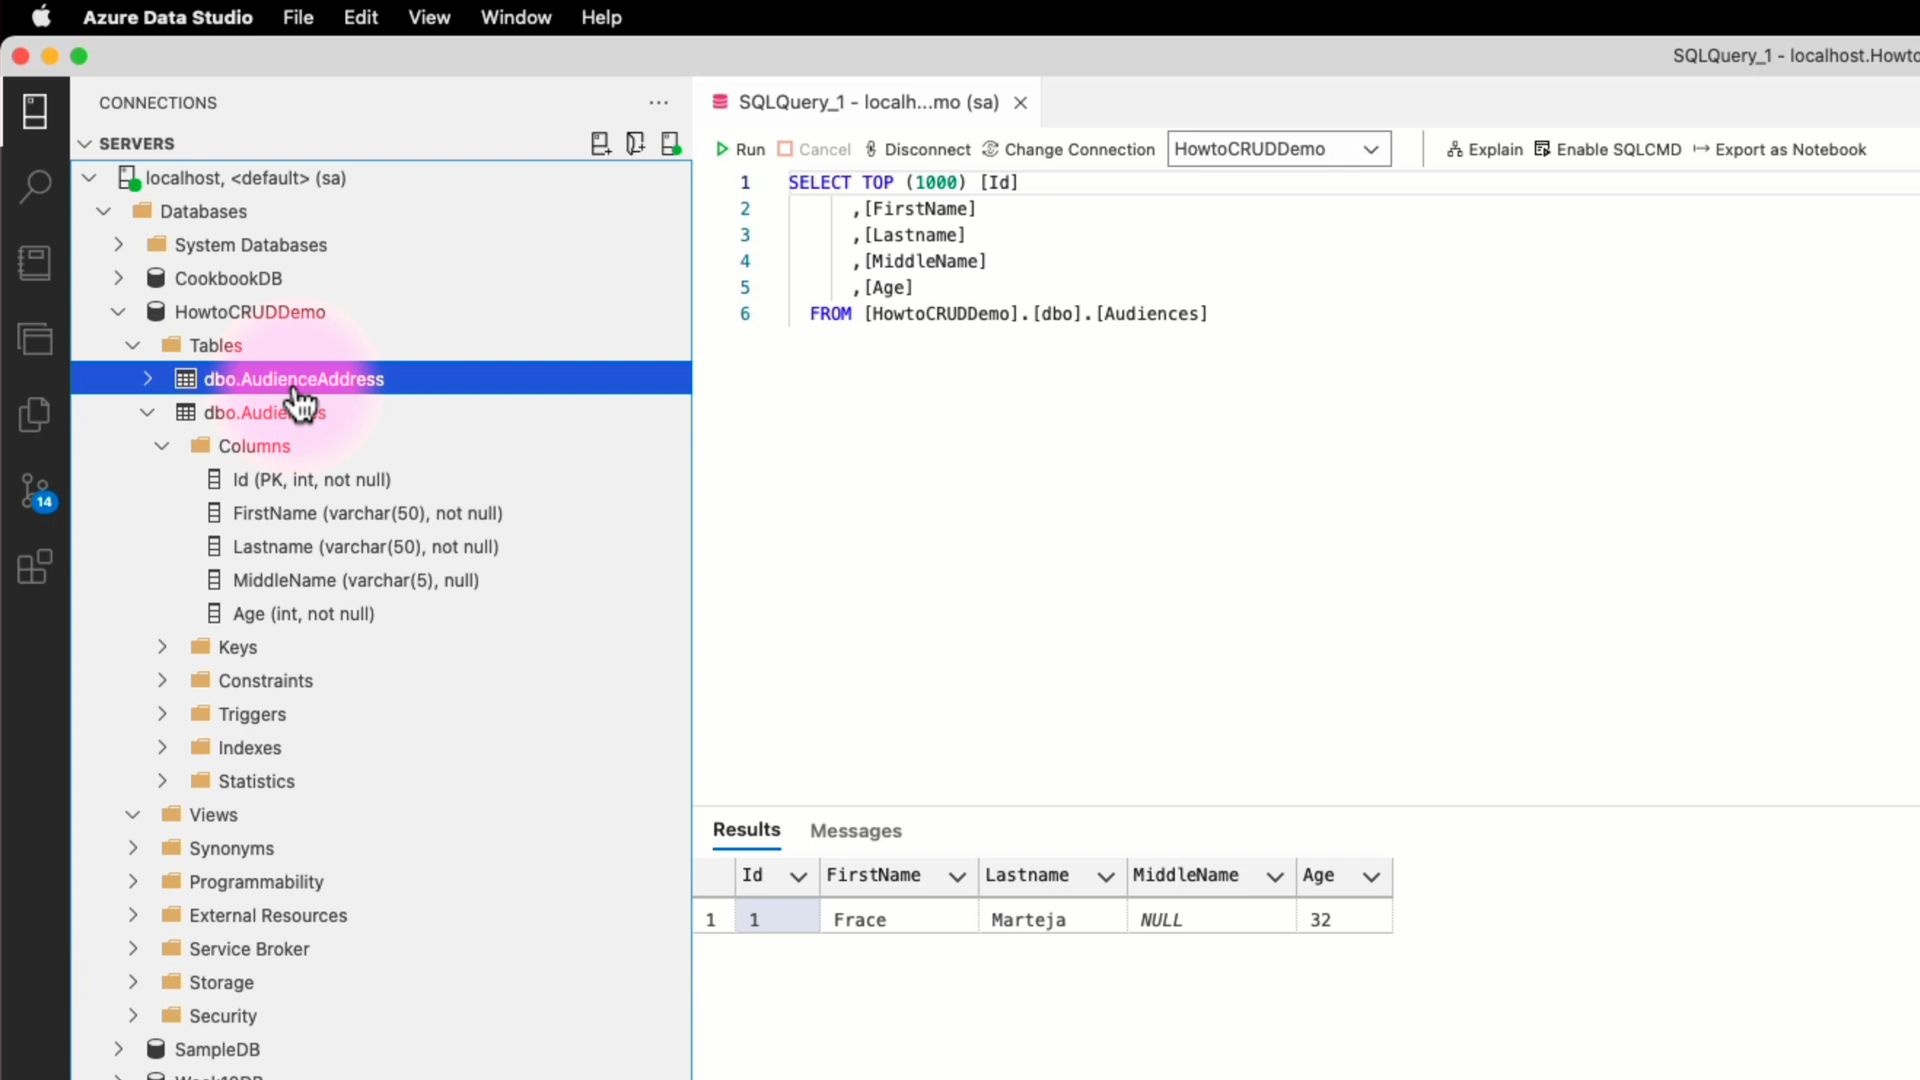 Azure Data Studio File Edit View Window Help
SQLQuery_1 - localhost.Howto
CONNECTIONS
SERVERS
localhost, <default> (sa)
Databases
System Databases
CookbookDB
HowtoCRUDDemo
Tables
dbo.AudienceAddress
Columns
Id (PK, int, not null)
FirstName (varchar(50), not null)
Lastname (varchar(50), not null)
MiddleName (varchar(5), null)
Age (int, not null)
Keys
Constraints
Triggers
Indexes
Statistics
Views
Synonyms
Programmability
External Resources
Service Broker
Storage
Security
SampleDB
14
SQLQuery_1 - localh...mo (sa)
Run Cancel Disconnect Change Connection HowtoCRUDDemo Explain Enable SQLCMD Export as Notebook
1 SELECT TOP (1000) [Id]
2 ,[FirstName]
3 ,[Lastname]
4 ,[MiddleName]
5 ,[Age]
6 FROM [HowtoCRUDDemo].[dbo].[Audiences]
Results Messages
Id FirstName Lastname MiddleName Age
1 1 Frace Marteja NULL 32